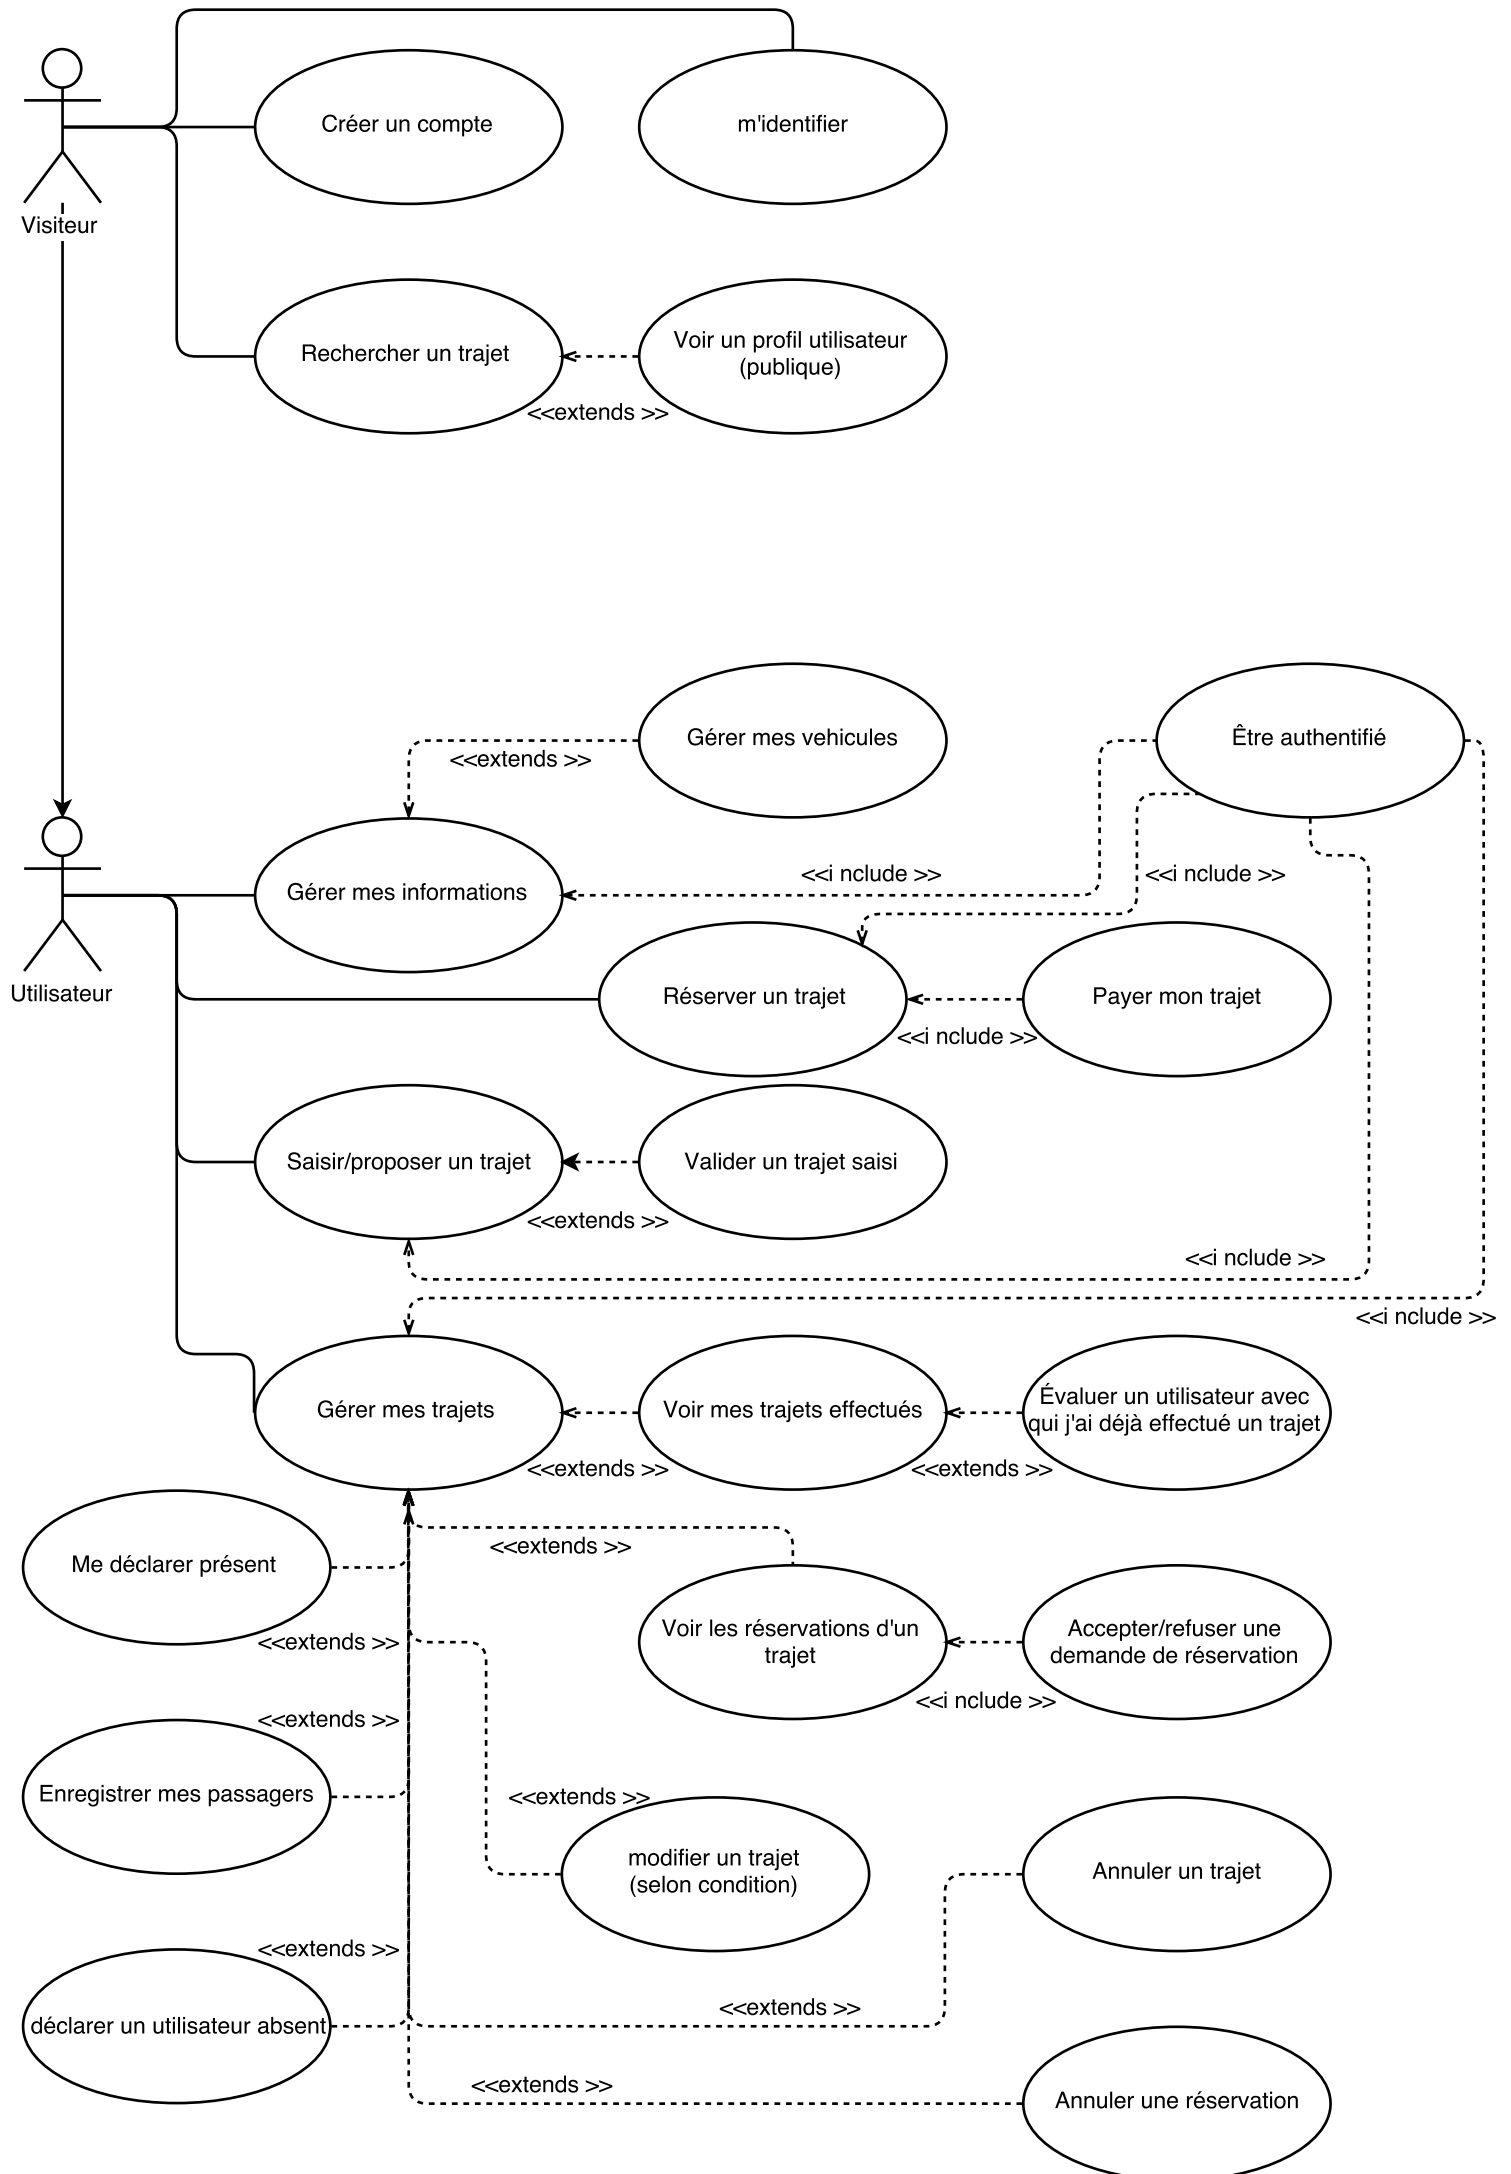 Créer un compte
m'identifier
Visiteur
Rechercher un trajet
Voir un profil utilisateur
(publique)
<<extends >>
Gérer mes vehicules
Être authentifié
<<extends >>
Gérer mes informations
<<i nclude >>
<<i nclude >>
Utilisateur
Réserver un trajet
Payer mon trajet
<<i nclude >>
Saisir/proposer un trajet
Valider un trajet saisi
<<extends >>
<<i nclude >>
<<i nclude >>
Gérer mes trajets
Voir mes trajets effectués
Évaluer un utilisateur avec
qui j'ai déjà effectué un trajet
<<extends >>
<<extends >>
<<extends >>
Me déclarer présent
<<extends >>
Voir les réservations d'un
trajet
Accepter/refuser une
demande de réservation
<<i nclude >>
<<extends >>
Enregistrer mes passagers
<<extends >>
modifier un trajet
(selon condition)
Annuler un trajet
<<extends >>
déclarer un utilisateur absent
<<extends >>
<<extends >>
Annuler une réservation